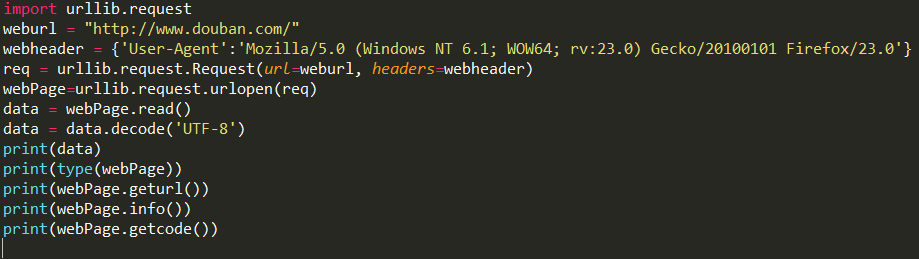 import urllib.request
weburl = "http://www.douban.com/"
webheader = {'User-Agent':'Mozilla/5.0 (Windows NT 6.1; WOW64; rv:23.0) Gecko/20100101 Firefox/23.0'}
req = urllib.request.Request(url=weburl, headers=webheader)
webPage=urllib.request.urlopen(req)
data = webPage.read()
data = data.decode('UTF-8')
print(data)
print(type(webPage))
print(webPage.geturl())
print(webPage.info())
print(webPage.getcode())